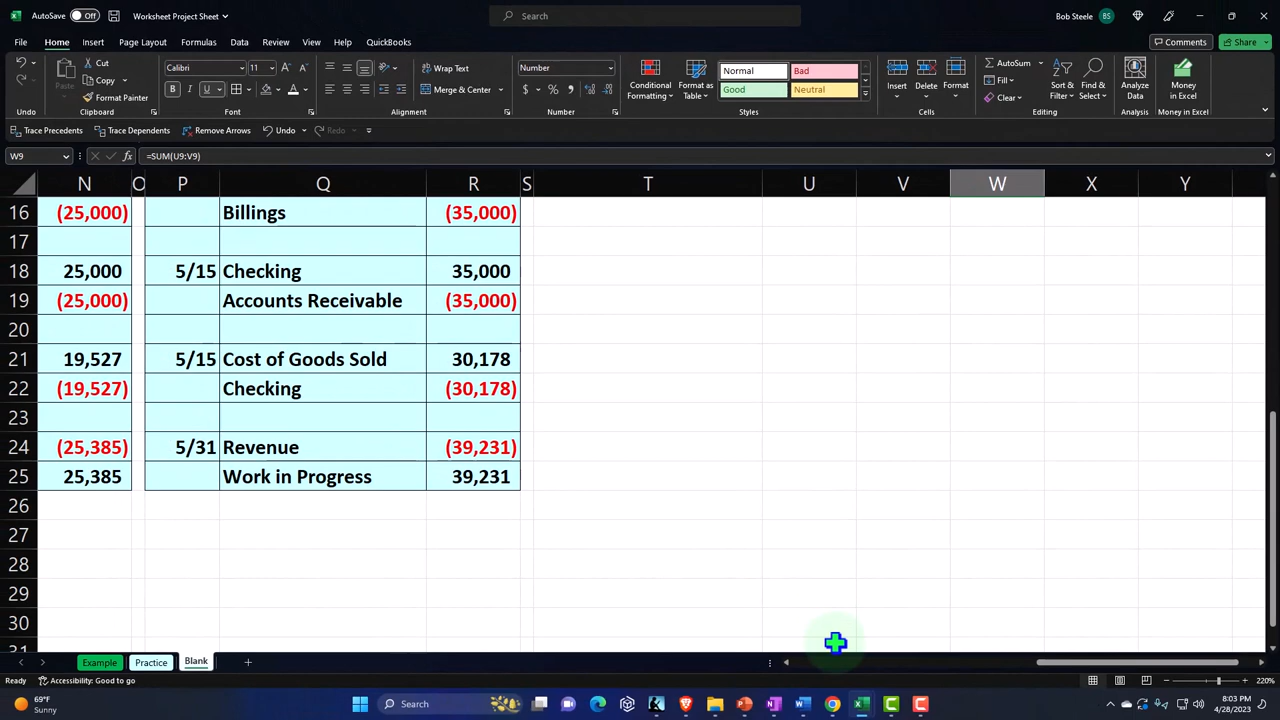 AutoSave Off Worksheet Project Sheet Search Bob Steele BS
File Home Insert Page Layout Formulas Data Review View Help QuickBooks Comments Share
Cut Calibri 11 Wrap Text Number Normal Bad AutoSum
Paste Copy Conditional Formatting Format as Table Good Neutral Insert Delete Format Fill Sort & Filter Find & Select Analyze Data Money in Excel
Format Painter B I U Merge & Center $ % Clear
Undo Clipboard Font Alignment Number Styles Cells Editing Analysis Money in Excel
Trace Precedents Trace Dependents Remove Arrows Undo Redo
W9 fx =SUM(U9:V9)
N O P Q R S T U V W X Y
16 (25,000) Billings (35,000)
17
18 25,000 5/15 Checking 35,000
19 (25,000) Accounts Receivable (35,000)
20
21 19,527 5/15 Cost of Goods Sold 30,178
22 (19,527) Checking (30,178)
23
24 (25,385) 5/31 Revenue (39,231)
25 25,385 Work in Progress 39,231
26
27
28
29
30
31
Example Practice Blank
Ready Accessibility: Good to go 220%
69°F Search 8:03 PM
Sunny 4/28/2023